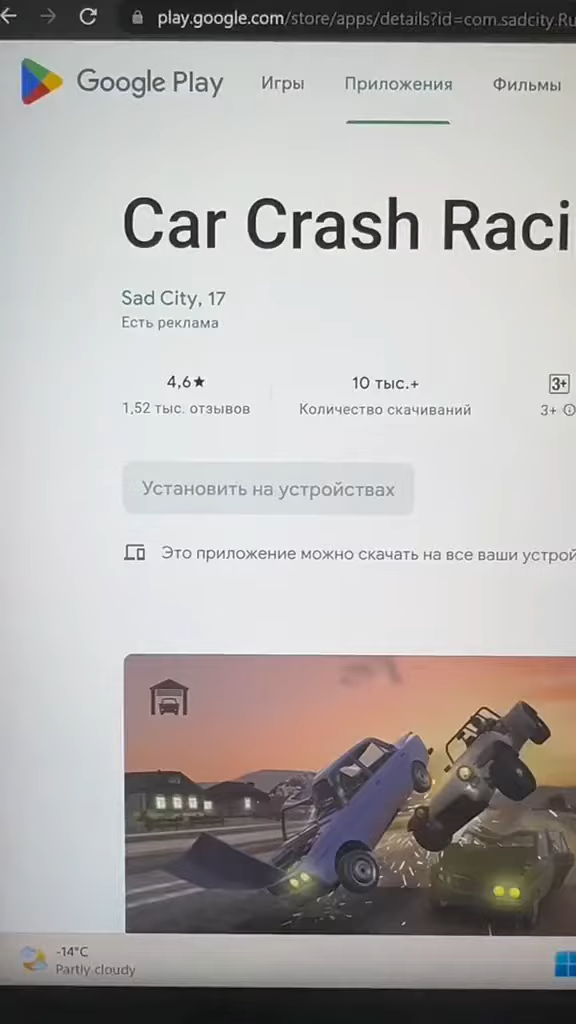 play.google.com/store/apps/details?id=com.sadcity.Ru
Google Play Игры Приложения Фильмы
Car Crash Raci
Sad City, 17
Есть реклама
4,6★ 10 тыс.+ 3+
1,52 тыс. отзывов Количество скачиваний 3+
Установить на устройствах
Это приложение можно скачать на все ваши устрой
-14°C
Partly cloudy